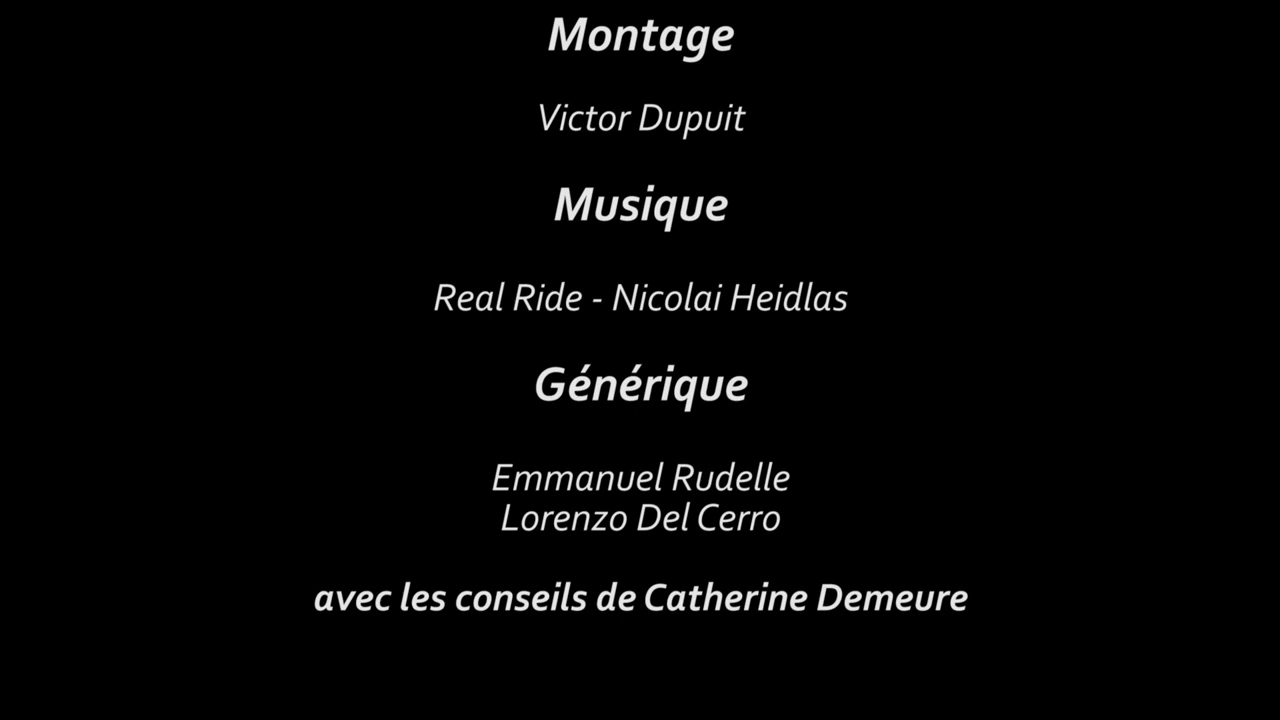 Montage
Victor Dupuit
Musique
Real Ride - Nicolai Heidlas
Générique
Emmanuel Rudelle
Lorenzo Del Cerro
avec les conseils de Catherine Demeure